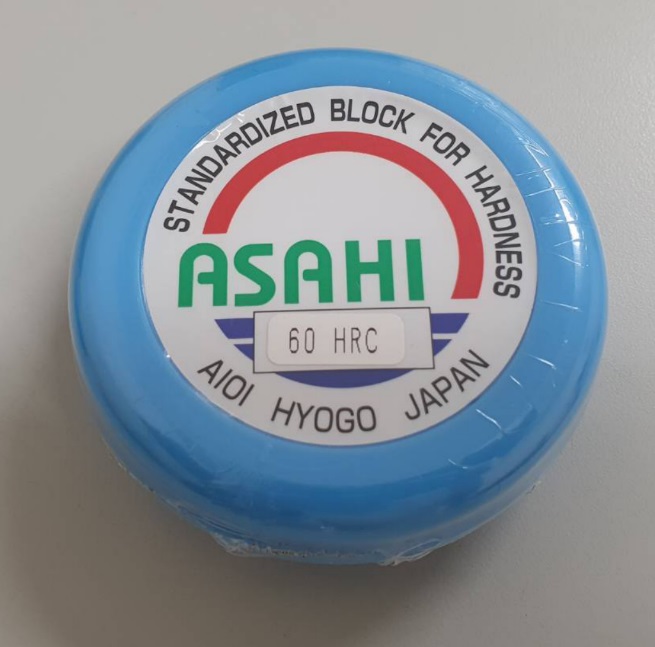 STANDARDIZED BLOCK FOR HARDNESS
ASAHI
60 HRC
AIOI HYOGO JAPAN